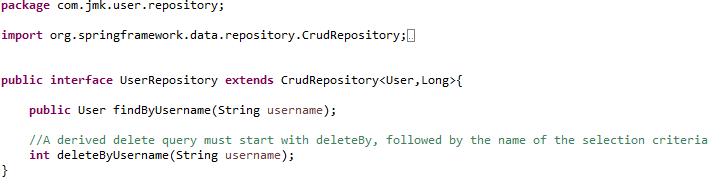 package com.jmk.user.repository;
import org.springframework.data.repository.CrudRepository;
public interface UserRepository extends CrudRepository<User,Long>{
public User findByUsername(String username);
//A derived delete query must start with deleteBy, followed by the name of the selection criteria
int deleteByUsername(String username);
}